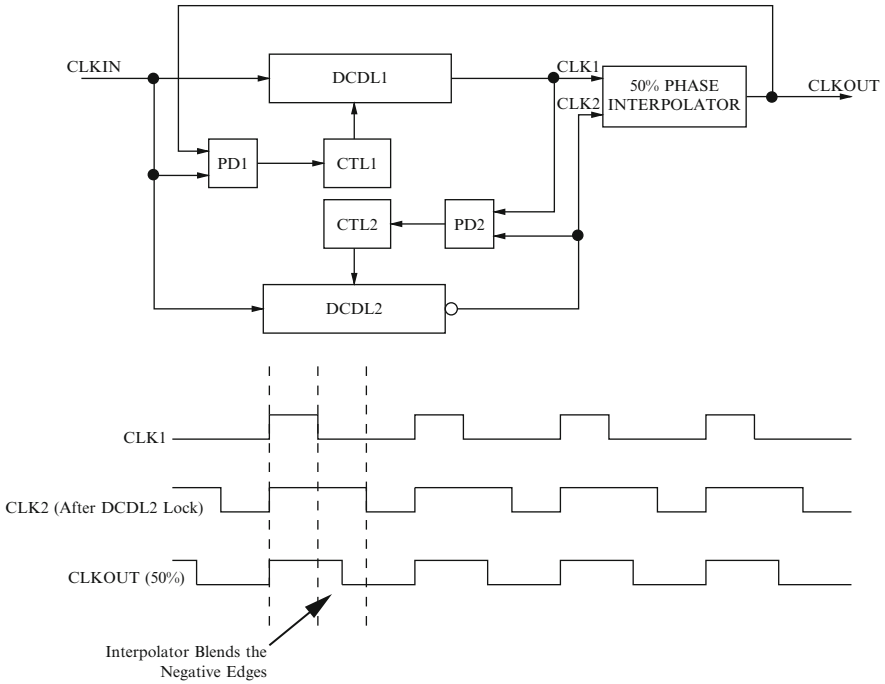 CLKIN
DCDL1
CLK1
50% PHASE
INTERPOLATOR
CLKOUT
CLK2
PD1
CTL1
CTL2
PD2
DCDL2
CLK1
CLK2 (After DCDL2 Lock)
CLKOUT (50%)
Interpolator Blends the
Negative Edges